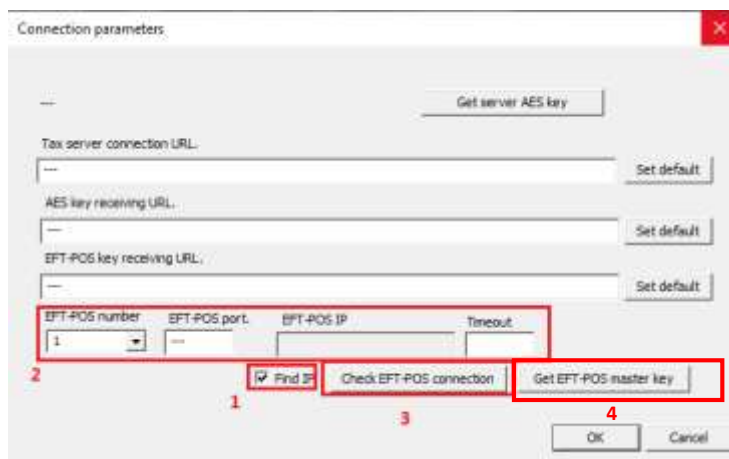 Connection parameters
---
Get server AES key
Tax server connection URL.
---
Set default
AES key receiving URL.
---
Set default
EFT-POS key receiving URL.
---
Set default
EFT-POS number EFT-POS port. EFT-POS IP Timeout
1 ---
2
Find IP Check EFT-POS connection Get EFT-POS master key
1 3 4
OK Cancel